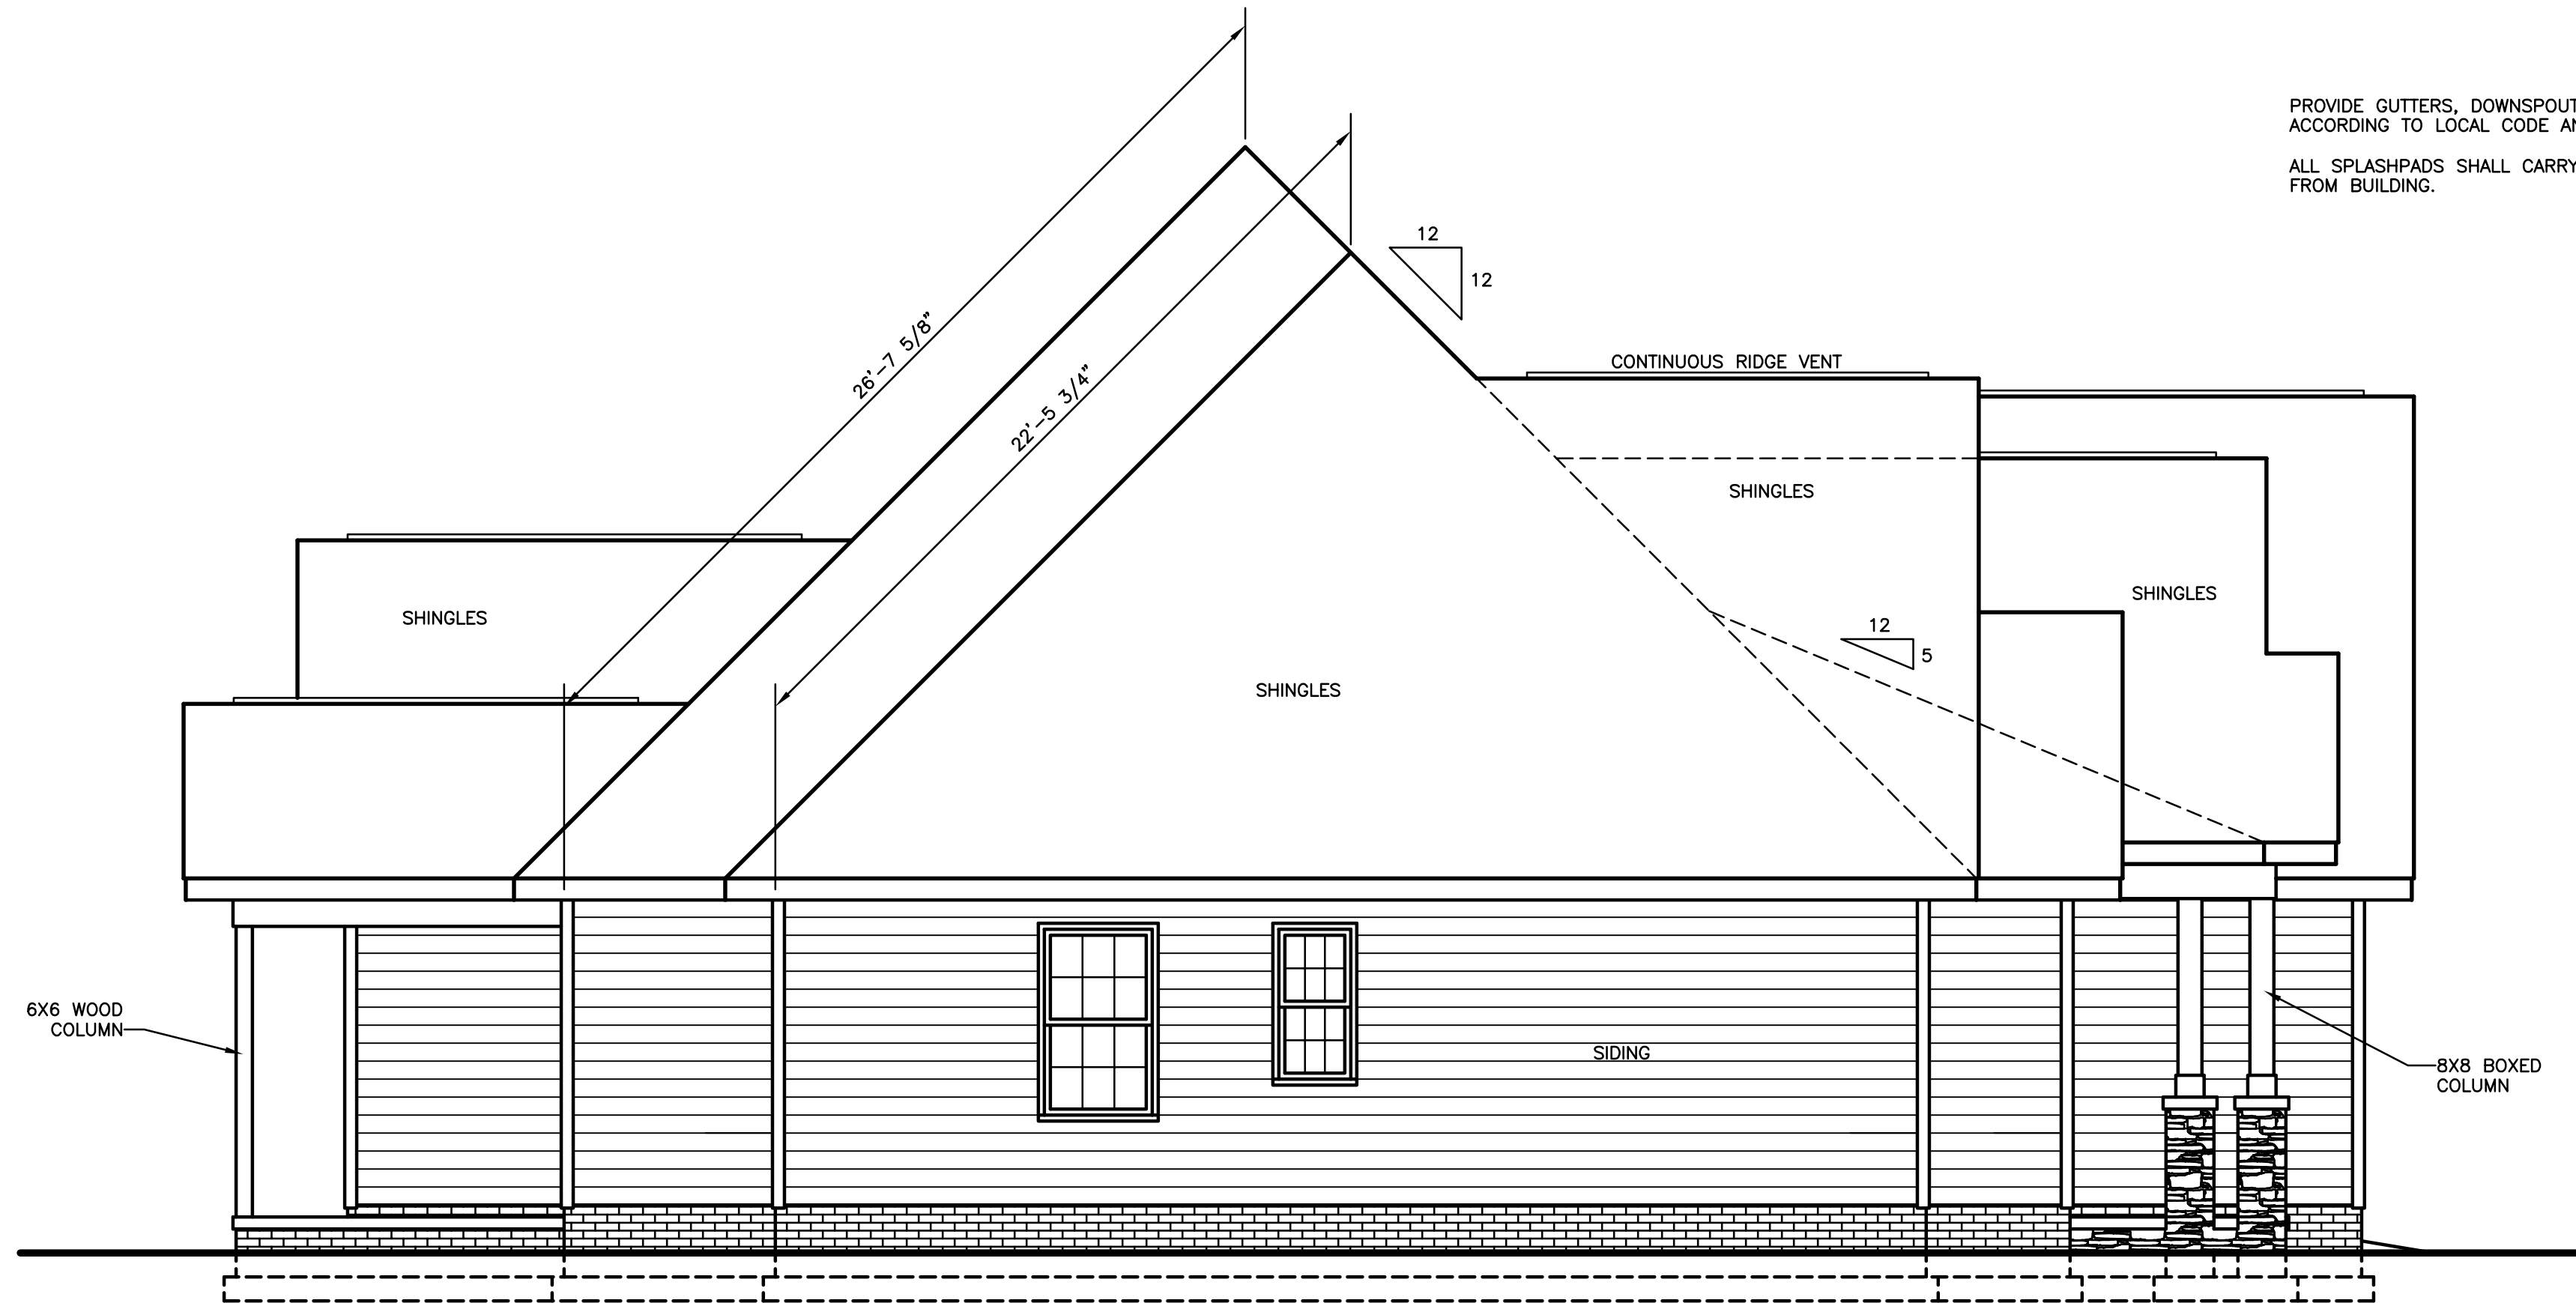 PROVIDE GUTTERS, DOWNSPOUT
ACCORDING TO LOCAL CODE AN
ALL SPLASHPADS SHALL CARRY
FROM BUILDING.
12
12
26'-7 5/8"
22'-5 3/4"
CONTINUOUS RIDGE VENT
SHINGLES
SHINGLES
SHINGLES
12
5
SHINGLES
6X6 WOOD
COLUMN
SIDING
8X8 BOXED
COLUMN